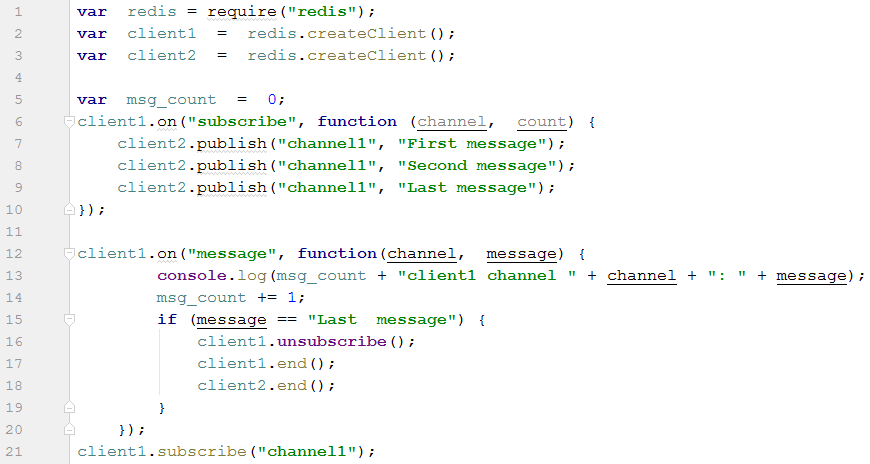 1 var redis = require("redis");
2 var client1 = redis.createClient();
3 var client2 = redis.createClient();
4
5 var msg_count = 0;
6 client1.on("subscribe", function (channel, count) {
7 client2.publish("channel1", "First message");
8 client2.publish("channel1", "Second message");
9 client2.publish("channel1", "Last message");
10 });
11
12 client1.on("message", function(channel, message) {
13 console.log(msg_count + "client1 channel " + channel + ": " + message);
14 msg_count += 1;
15 if (message == "Last  message") {
16 client1.unsubscribe();
17 client1.end();
18 client2.end();
19 }
20 });
21 client1.subscribe("channel1");